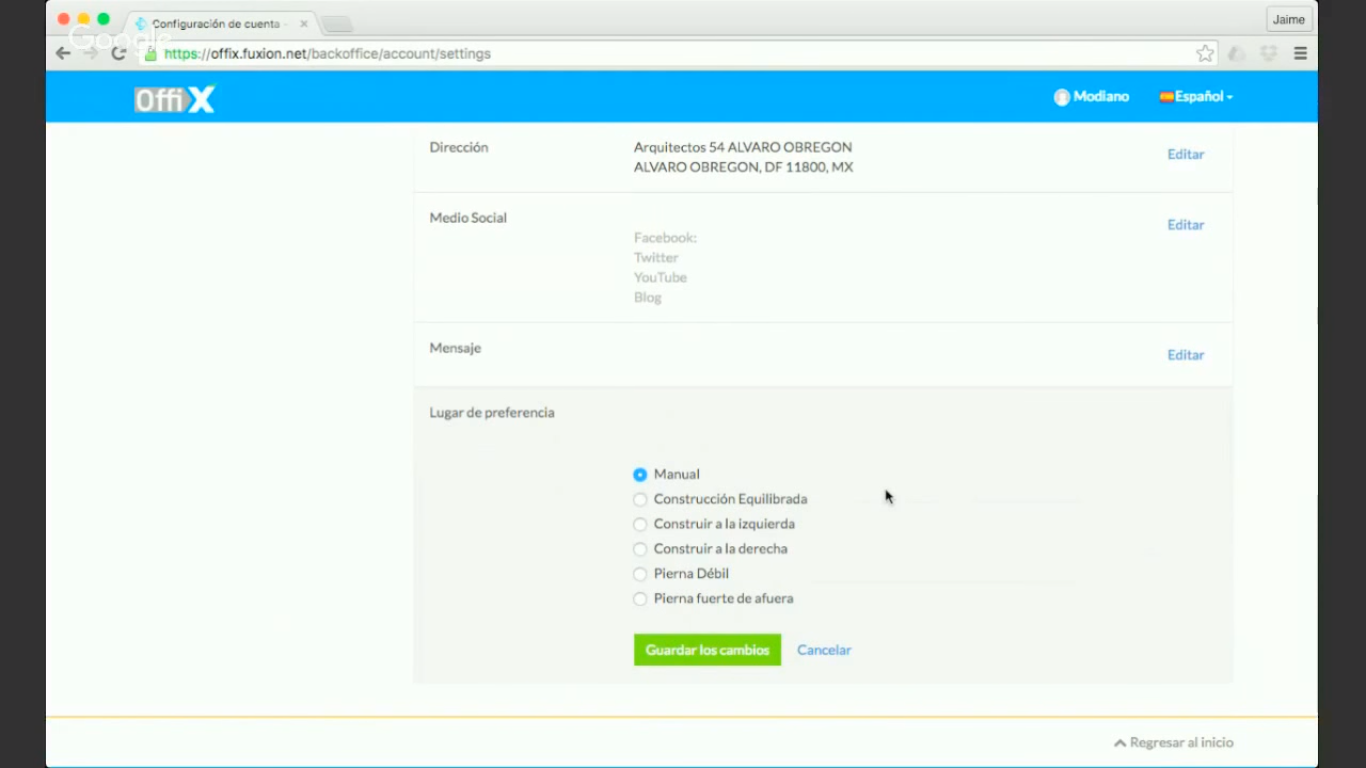 Configuración de cuenta -
Jaime
Google
https://offix.fuxion.net/backoffice/account/settings
OffiX
Modiano
Español
Dirección
Arquitectos 54 ALVARO OBREGON
ALVARO OBREGON, DF 11800, MX
Editar
Medio Social
Editar
Facebook:
Twitter
YouTube
Blog
Mensaje
Editar
Lugar de preferencia
Manual
Construcción Equilibrada
Construir a la izquierda
Construir a la derecha
Pierna Débil
Pierna fuerte de afuera
Guardar los cambios
Cancelar
Regresar al inicio